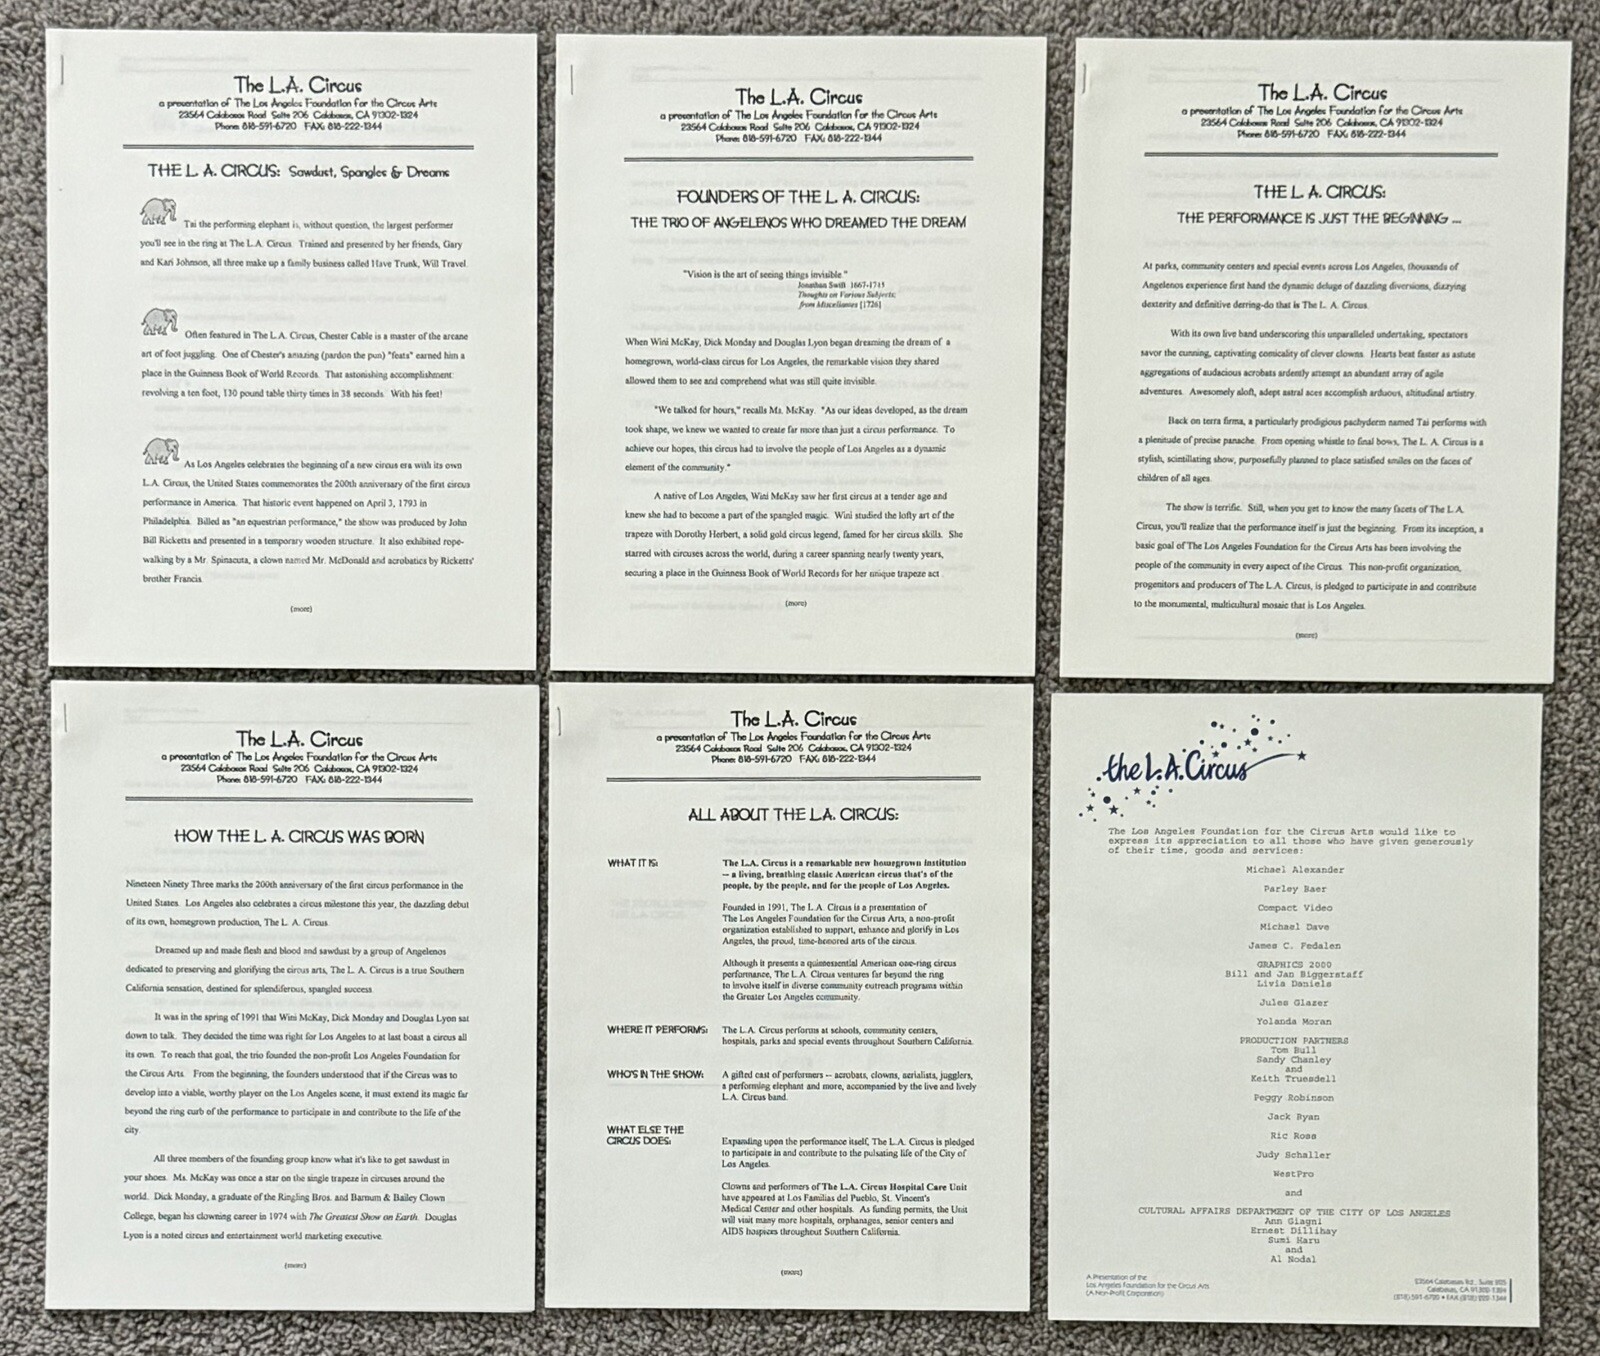 The L.A. Circus
a presentation of The Los Angeles Foundation for the Circus Arts
23564 Calabasas Road Suite 206 Calabasas, CA 91302-1324
Phone: 818-591-6720 FAX: 818-222-1344
THE L. A. CIRCUS: Sawdust, Spangles & Dreams
Tai the performing elephant is, without question, the largest performer
you'll see in the ring at The L.A. Circus. Trained and presented by her friends, Gary
and Kari Johnson, all three make up a family business called Have Trunk, Will Travel.
Often featured in The L.A. Circus, Chester Cable is a master of the arcane
art of foot juggling. One of Chester's amazing (pardon the pun) "feats" earned him a
place in the Guinness Book of World Records. That astonishing accomplishment:
revolving a ten foot, 130 pound table thirty times in 38 seconds. With his feet!
As Los Angeles celebrates the beginning of a new circus era with its own
L.A. Circus, the United States commemorates the 200th anniversary of the first circus
performance in America. That historic event happened on April 3, 1793 in
Philadelphia. Billed as "an equestrian performance," the show was produced by John
Bill Ricketts and presented in a temporary wooden structure. It also exhibited rope-
walking by a Mr. Spinacuta, a clown named Mr. McDonald and acrobatics by Ricketts'
brother Francis.
(more)
The L.A. Circus
a presentation of The Los Angeles Foundation for the Circus Arts
23564 Calabasas Road Suite 206 Calabasas, CA 91302-1324
Phone: 818-591-6720 FAX: 818-222-1344
FOUNDERS OF THE L. A. CIRCUS:
THE TRIO OF ANGELENOS WHO DREAMED THE DREAM
"Vision is the art of seeing things invisible."
Jonathan Swift 1667-1745
Thoughts on Various Subjects;
from Miscellanies [1726]
When Wini McKay, Dick Monday and Douglas Lyon began dreaming the dream of a
homegrown, world-class circus for Los Angeles, the remarkable vision they shared
allowed them to see and comprehend what was still quite invisible.
"We talked for hours," recalls Ms. McKay. "As our ideas developed, as the dream
took shape, we knew we wanted to create far more than just a circus performance. To
achieve our hopes, this circus had to involve the people of Los Angeles as a dynamic
element of the community."
A native of Los Angeles, Wini McKay saw her first circus at a tender age and
knew she had to become a part of the spangled magic. Wini studied the lofty art of the
trapeze with Dorothy Herbert, a solid gold circus legend, famed for her circus skills. She
starred with circuses across the world, during a career spanning nearly twenty years,
securing a place in the Guinness Book of World Records for her unique trapeze act.
(more)
The L.A. Circus
a presentation of The Los Angeles Foundation for the Circus Arts
23564 Calabasas Road Suite 206 Calabasas, CA 91302-1324
Phone: 818-591-6720 FAX: 818-222-1344
THE L. A. CIRCUS:
THE PERFORMANCE IS JUST THE BEGINNING ...
At parks, community centers and special events across Los Angeles, thousands of
Angelenos experience first hand the dynamic deluge of dazzling diversions, dizzying
dexterity and definitive derring-do that is The L. A. Circus.
With its own live band underscoring this unparalleled undertaking, spectators
savor the cunning, captivating comicality of clever clowns. Hearts beat faster as astute
aggregations of audacious acrobats ardently attempt an abundant array of agile
adventures. Awesomely aloft, adept astral aces accomplish arduous, altitudinal artistry.
Back on terra firma, a particularly prodigious pachyderm named Tai performs with
a plenitude of precise panache. From opening whistle to final bows, The L. A. Circus is a
stylish, scintillating show, purposefully planned to place satisfied smiles on the faces of
children of all ages.
The show is terrific. Still, when you get to know the many facets of The L.A.
Circus, you'll realize that the performance itself is just the beginning. From its inception, a
basic goal of The Los Angeles Foundation for the Circus Arts has been involving the
people of the community in every aspect of the Circus. This non-profit organization,
progenitors and producers of The L.A. Circus, is pledged to participate in and contribute
to the monumental, multicultural mosaic that is Los Angeles.
(more)
The L.A. Circus
a presentation of The Los Angeles Foundation for the Circus Arts
23564 Calabasas Road Suite 206 Calabasas, CA 91302-1324
Phone: 818-591-6720 FAX: 818-222-1344
HOW THE L. A. CIRCUS WAS BORN
Nineteen Ninety Three marks the 200th anniversary of the first circus performance in the
United States. Los Angeles also celebrates a circus milestone this year, the dazzling debut
of its own, homegrown production, The L. A. Circus.
Dreamed up and made flesh and blood and sawdust by a group of Angelenos
dedicated to preserving and glorifying the circus arts, The L. A. Circus is a true Southern
California sensation, destined for splendiferous, spangled success.
It was in the spring of 1991 that Wini McKay, Dick Monday and Douglas Lyon sat
down to talk. They decided the time was right for Los Angeles to at last boast a circus all
its own. To reach that goal, the trio founded the non-profit Los Angeles Foundation for
the Circus Arts. From the beginning, the founders understood that if the Circus was to
develop into a viable, worthy player on the Los Angeles scene, it must extend its magic far
beyond the ring curb of the performance to participate in and contribute to the life of the
city.
All three members of the founding group know what it's like to get sawdust in
your shoes. Ms. McKay was once a star on the single trapeze in circuses around the
world. Dick Monday, a graduate of the Ringling Bros. and Barnum & Bailey Clown
College, began his clowning career in 1974 with The Greatest Show on Earth. Douglas
Lyon is a noted circus and entertainment world marketing executive.
(more)
The L.A. Circus
a presentation of The Los Angeles Foundation for the Circus Arts
23564 Calabasas Road Suite 206 Calabasas, CA 91302-1324
Phone: 818-591-6720 FAX: 818-222-1344
ALL ABOUT THE L.A. CIRCUS:
WHAT IT IS: The L.A. Circus is a remarkable new homegrown institution
-- a living, breathing classic American circus that's of the
people, by the people, and for the people of Los Angeles.
Founded in 1991, The L.A. Circus is a presentation of
The Los Angeles Foundation for the Circus Arts, a non-profit
organization established to support, enhance and glorify in Los
Angeles, the proud, time-honored arts of the circus.
Although it presents a quintessential American one-ring circus
performance, The L.A. Circus ventures far beyond the ring
to involve itself in diverse community outreach programs within
the Greater Los Angeles community.
WHERE IT PERFORMS: The L.A. Circus performs at schools, community centers,
hospitals, parks and special events throughout Southern California.
WHO'S IN THE SHOW: A gifted cast of performers -- acrobats, clowns, aerialists, jugglers,
a performing elephant and more, accompanied by the live and lively
L.A. Circus band.
WHAT ELSE THE
CIRCUS DOES: Expanding upon the performance itself, The L.A. Circus is pledged
to participate in and contribute to the pulsating life of the City of
Los Angeles.
Clowns and performers of The L.A. Circus Hospital Care Unit
have appeared at Los Familias del Pueblo, St. Vincent's
Medical Center and other hospitals. As funding permits, the Unit
will visit many more hospitals, orphanages, senior centers and
AIDS hospices throughout Southern California.
(more)
the L.A. Circus
The Los Angeles Foundation for the Circus Arts would like to
express its appreciation to all those who have given generously
of their time, goods and services:
Michael Alexander
Parley Baer
Compact Video
Michael Dave
James C. Fedalen
GRAPHICS 2000
Bill and Jan Biggerstaff
Livia Daniels
Jules Glazer
Yolanda Moran
PRODUCTION PARTNERS
Tom Bull
Sandy Chanley
and
Keith Truesdell
Peggy Robinson
Jack Ryan
Ric Ross
Judy Schaller
WestPro
and
CULTURAL AFFAIRS DEPARTMENT OF THE CITY OF LOS ANGELES
Ann Giagni
Ernest Dillihay
Sumi Haru
and
Al Nodal
A Presentation of the
Los Angeles Foundation for the Circus Arts
(A Non-Profit Corporation)
23564 Calabasas Rd., Suite
Calabasas, CA
(818) 591-6720 • FAX (818) 222-1344